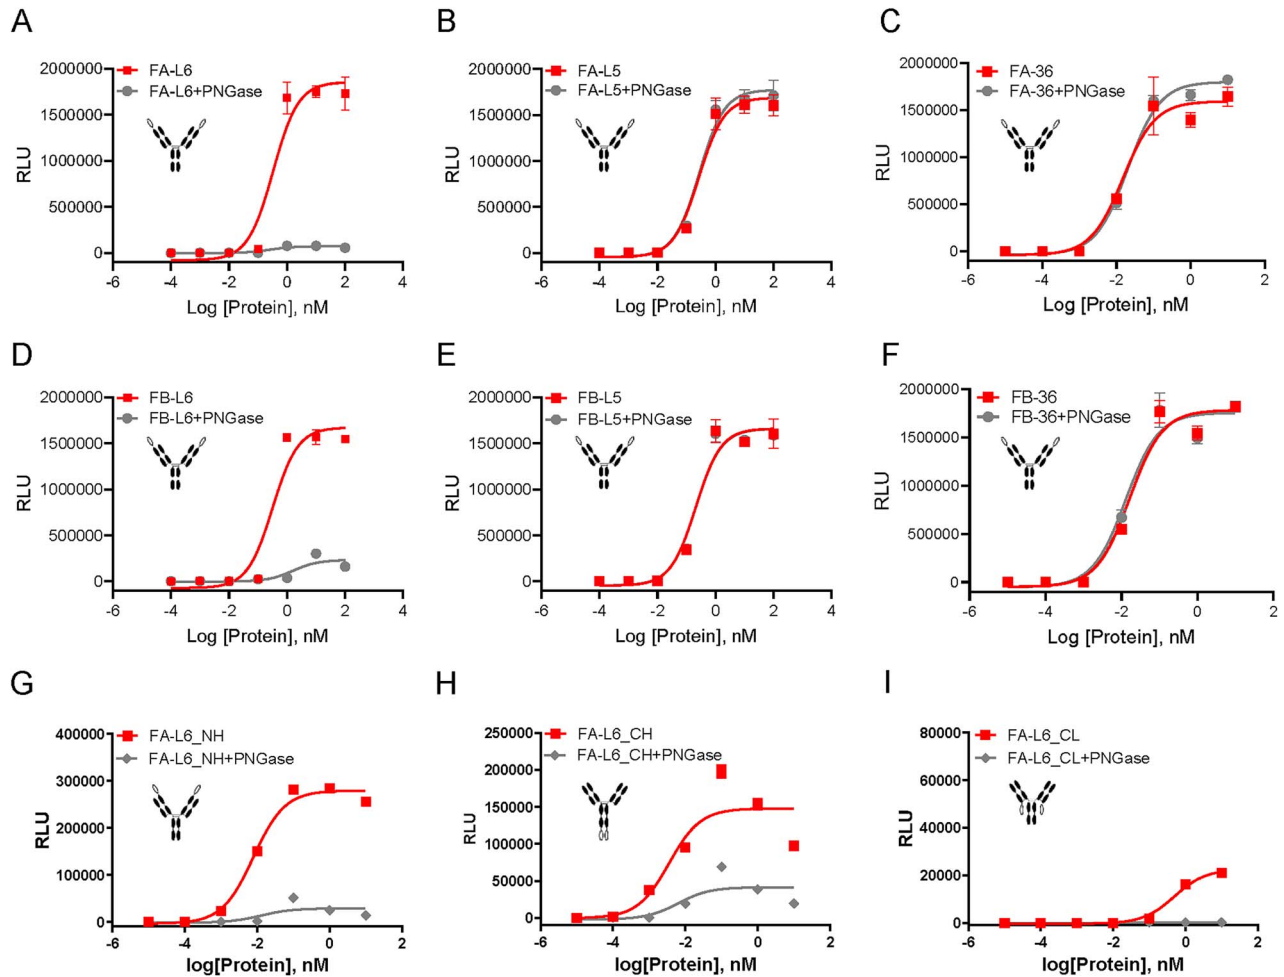 A
FA-L6
FA-L6+PNGase
2000000
1500000
1000000
500000
0
RLU
-6 -4 -2 0 2 4
Log [Protein], nM
B
FA-L5
FA-L5+PNGase
2000000
1500000
1000000
500000
0
RLU
-6 -4 -2 0 2 4
Log [Protein], nM
C
FA-36
FA-36+PNGase
2000000
1500000
1000000
500000
0
RLU
-6 -4 -2 0 2
Log [Protein], nM
D
FB-L6
FB-L6+PNGase
2000000
1500000
1000000
500000
0
RLU
-6 -4 -2 0 2 4
Log [Protein], nM
E
FB-L5
FB-L5+PNGase
2000000
1500000
1000000
500000
0
RLU
-6 -4 -2 0 2 4
Log [Protein], nM
F
FB-36
FB-36+PNGase
2000000
1500000
1000000
500000
0
RLU
-6 -4 -2 0 2
Log [Protein], nM
G
FA-L6_NH
FA-L6_NH+PNGase
400000
300000
200000
100000
0
RLU
-6 -4 -2 0 2
log[Protein], nM
H
FA-L6_CH
FA-L6_CH+PNGase
250000
200000
150000
100000
50000
0
RLU
-6 -4 -2 0 2
log[Protein], nM
I
FA-L6_CL
FA-L6_CL+PNGase
80000
60000
40000
20000
0
RLU
-6 -4 -2 0 2
log[Protein], nM